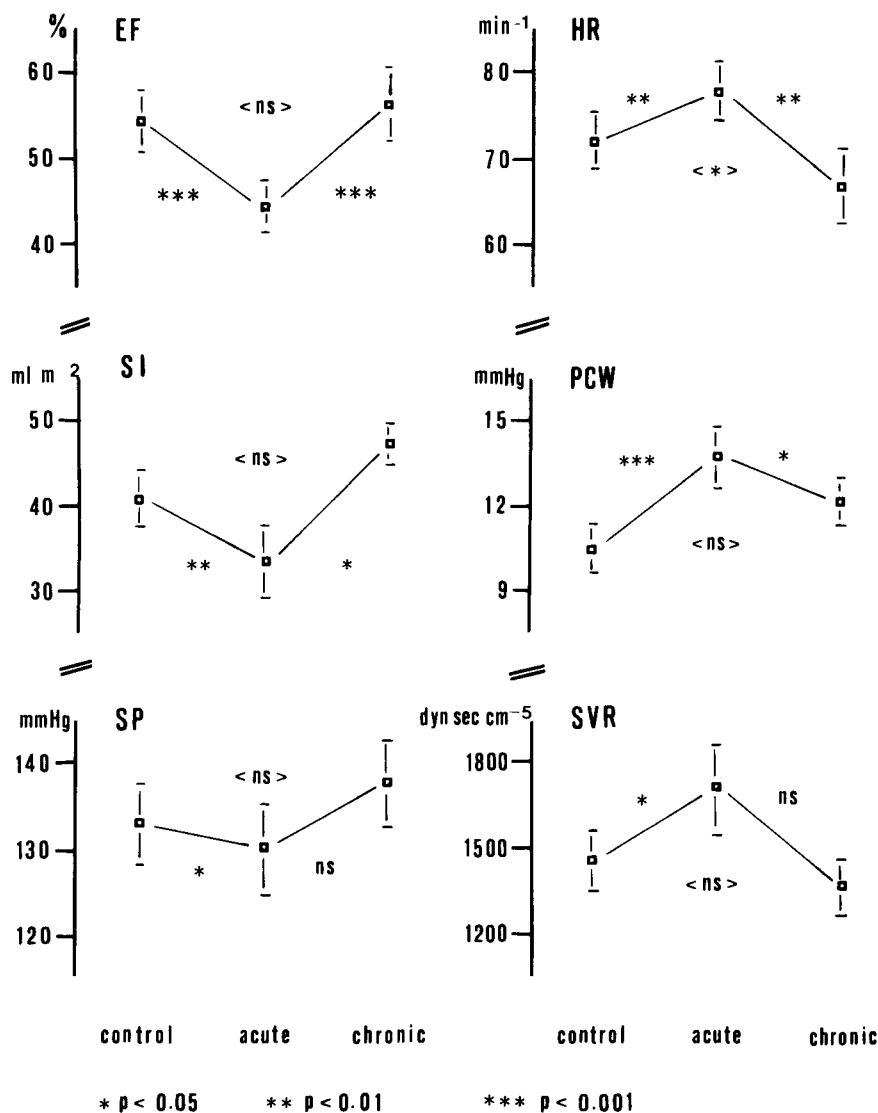 % EF
60
50
40
< ns >
***
***
min⁻¹ HR
80
70
60
**
**
< * >
ml m 2 SI
50
40
30
< ns >
**
*
mmHg PCW
15
12
9
***
*
< ns >
mmHg SP
140
130
120
< ns >
*
ns
dyn sec cm⁻⁵ SVR
1800
1500
1200
*
ns
< ns >
control acute chronic
control acute chronic
* p < 0.05 ** p < 0.01 *** p < 0.001